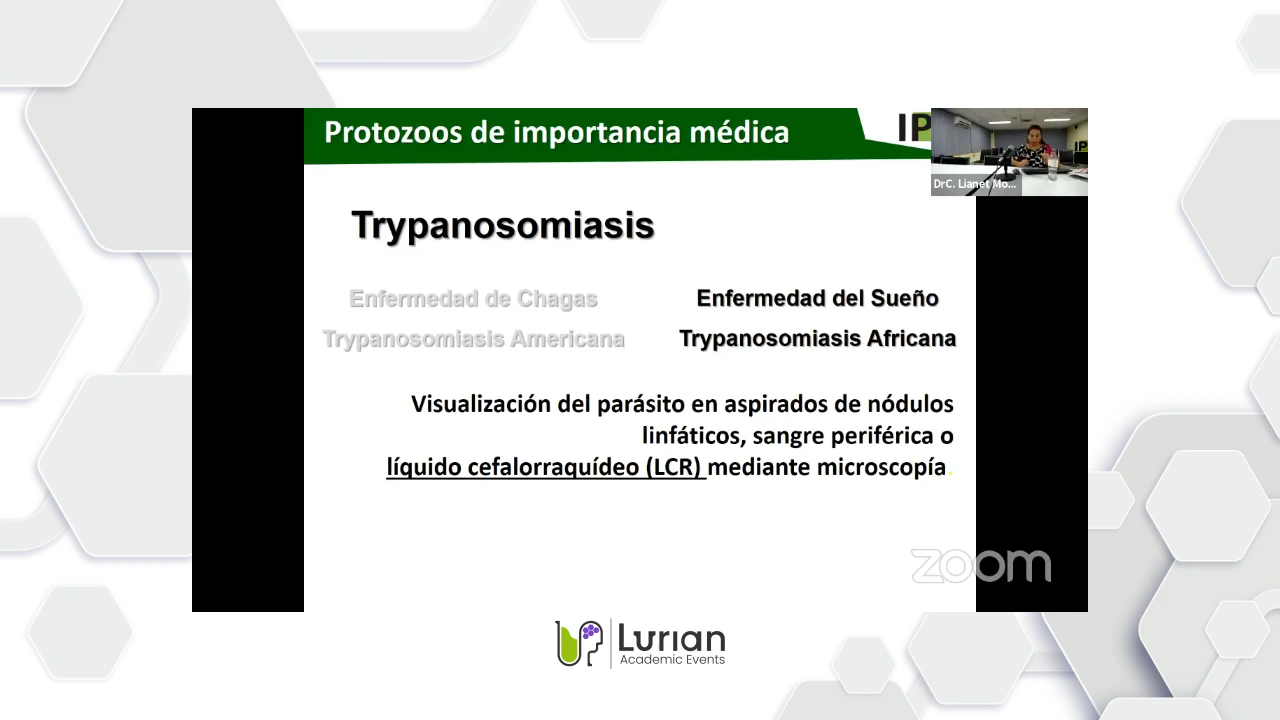 Protozoos de importancia médica
IP
DrC. Lianet Mo...
Trypanosomiasis
Enfermedad de Chagas
Enfermedad del Sueño
Trypanosomiasis Americana
Trypanosomiasis Africana
Visualización del parásito en aspirados de nódulos
linfáticos, sangre periférica o
líquido cefalorraquídeo (LCR) mediante microscopía.
zoom
Lurian
Academic Events